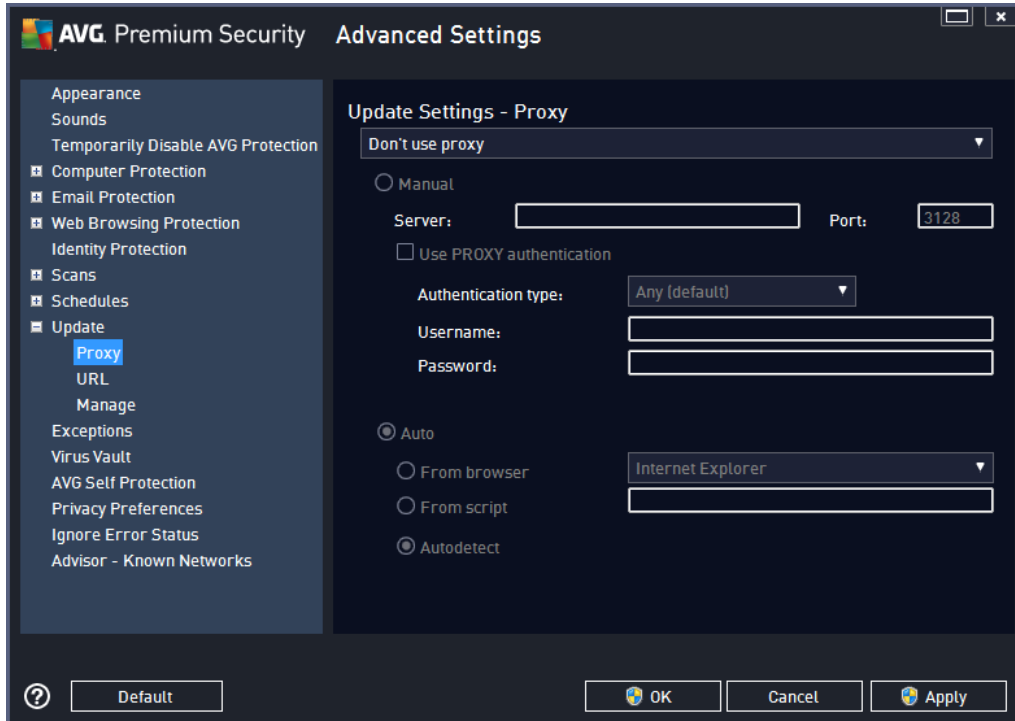 AVG. Premium Security
Advanced Settings
Appearance
Sounds
Temporarily Disable AVG Protection
Computer Protection
Email Protection
Web Browsing Protection
Identity Protection
Scans
Schedules
Update
Proxy
URL
Manage
Exceptions
Virus Vault
AVG Self Protection
Privacy Preferences
Ignore Error Status
Advisor - Known Networks
Update Settings - Proxy
Don't use proxy
Manual
Server: Port: 3128
Use PROXY authentication
Authentication type: Any (default)
Username:
Password:
Auto
From browser Internet Explorer
From script
Autodetect
? Default OK Cancel Apply